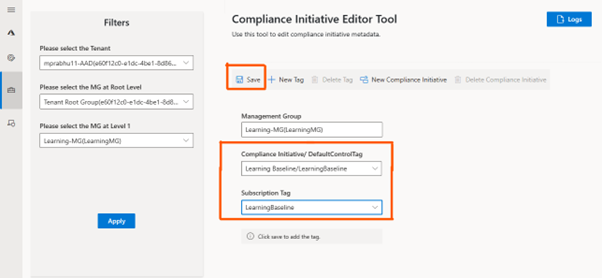 Filters
Please select the Tenant
mprabhu11-AAD(e60f12c0-e1dc-4be1-8d86...
Please select the MG at Root Level
Tenant Root Group(e60f12c0-e1dc-4be1-8d...
Please select the MG at Level 1
Learning-MG(LearningMG)
Apply
Compliance Initiative Editor Tool
Use this tool to edit compliance initiative metadata.
Logs
Save New Tag Delete Tag New Compliance Initiative Delete Compliance Initiative
Management Group
Learning-MG(LearningMG)
Compliance Initiative/ DefaultControlTag
Learning Baseline/LearningBaseline
Subscription Tag
LearningBaseline
Click save to add the tag.